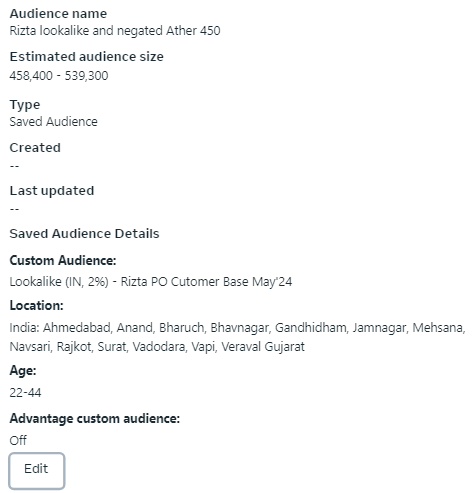 Audience name
Rizta lookalike and negated Ather 450
Estimated audience size
458,400 - 539,300
Type
Saved Audience
Created
--
Last updated
--
Saved Audience Details
Custom Audience:
Lookalike (IN, 2%) - Rizta PO Cutomer Base May'24
Location:
India: Ahmedabad, Anand, Bharuch, Bhavnagar, Gandhidham, Jamnagar, Mehsana,
Navsari, Rajkot, Surat, Vadodara, Vapi, Veraval Gujarat
Age:
22-44
Advantage custom audience:
Off
Edit